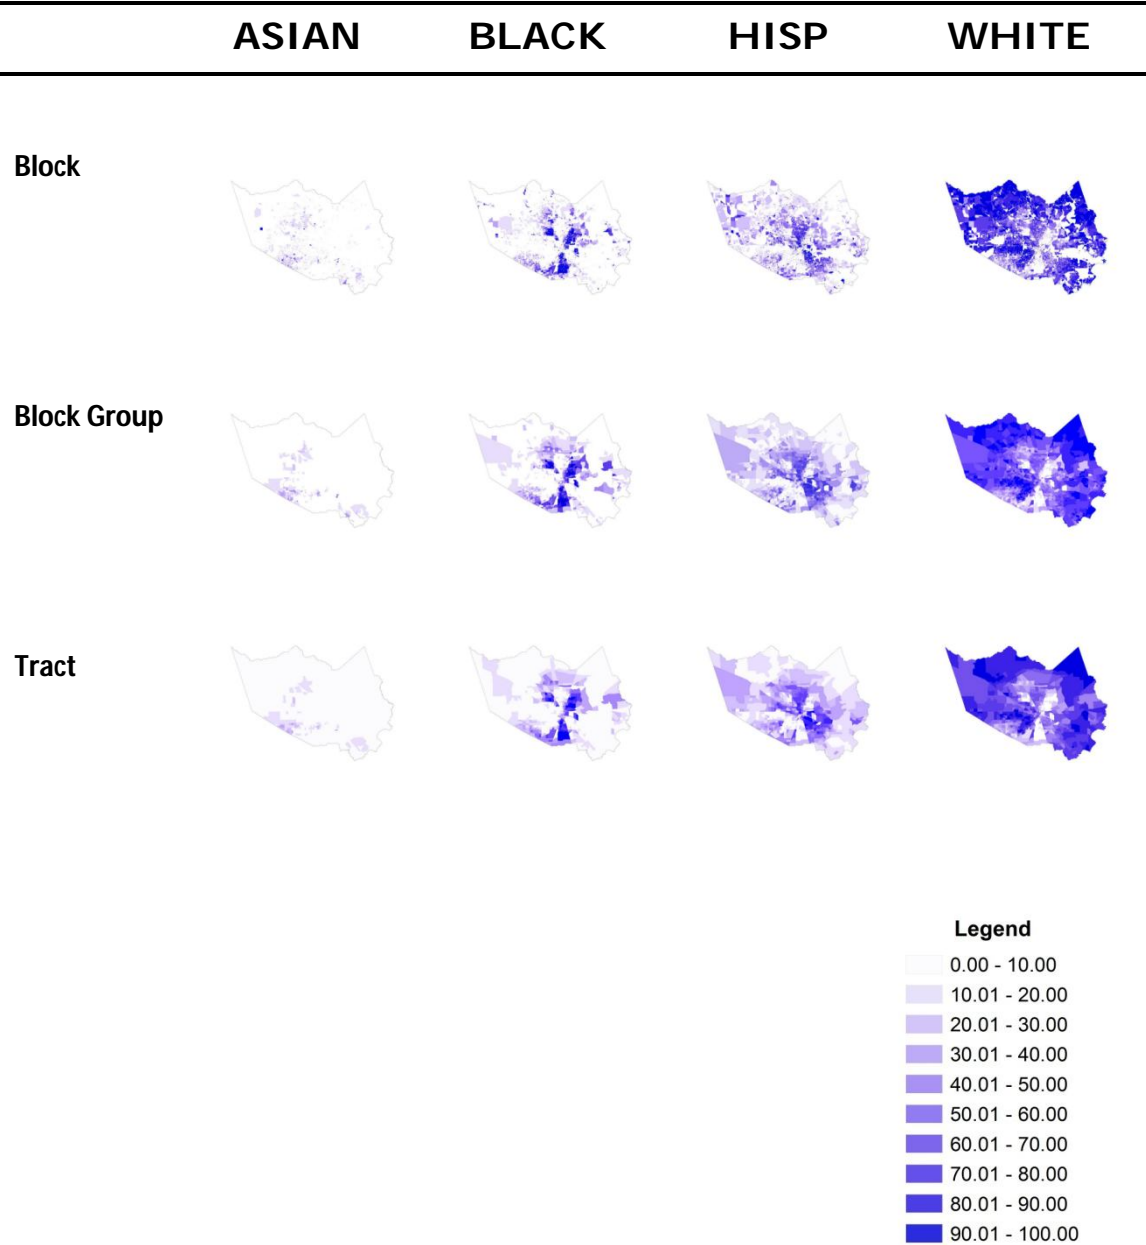 ASIAN BLACK HISP WHITE
Block
Block Group
Tract
Legend
0.00 - 10.00
10.01 - 20.00
20.01 - 30.00
30.01 - 40.00
40.01 - 50.00
50.01 - 60.00
60.01 - 70.00
70.01 - 80.00
80.01 - 90.00
90.01 - 100.00